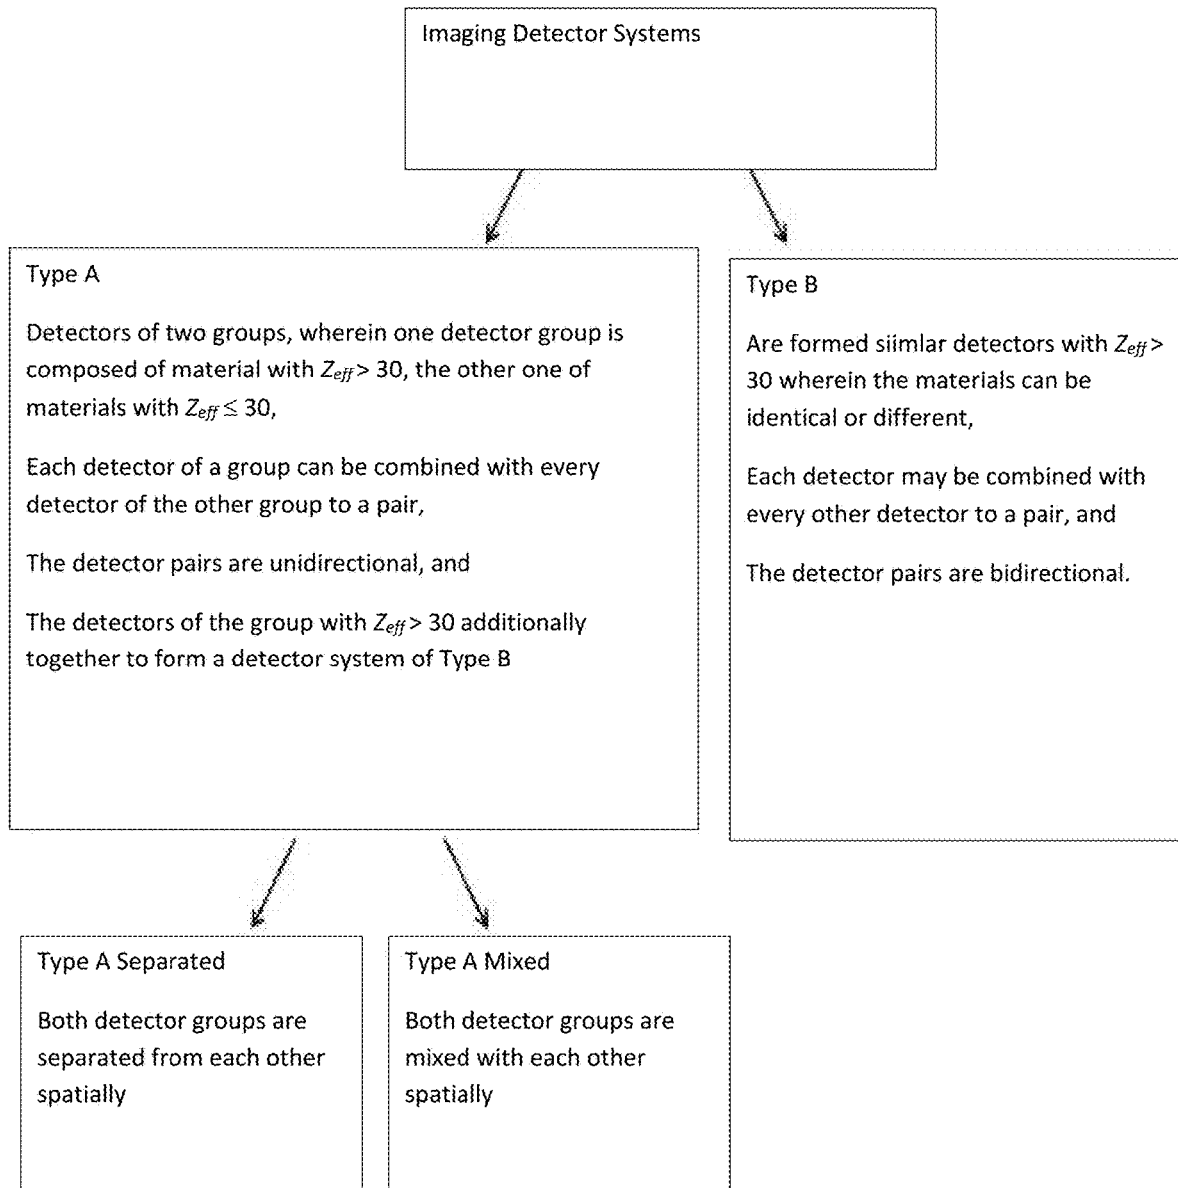 Imaging Detector Systems
Type A
Detectors of two groups, wherein one detector group is
composed of material with Zeff > 30, the other one of
materials with Zeff ≤ 30,
Each detector of a group can be combined with every
detector of the other group to a pair,
The detector pairs are unidirectional, and
The detectors of the group with Zeff > 30 additionally
together to form a detector system of Type B
Type B
Are formed siimlar detectors with Zeff >
30 wherein the materials can be
identical or different,
Each detector may be combined with
every other detector to a pair, and
The detector pairs are bidirectional.
Type A Separated
Both detector groups are
separated from each other
spatially
Type A Mixed
Both detector groups are
mixed with each other
spatially